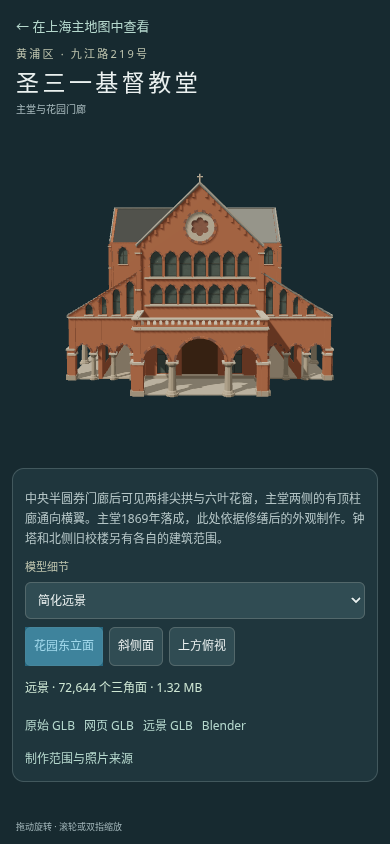 ← 在上海主地图中查看
黄浦区 · 九江路219号
圣三一基督教堂
主堂与花园门廊
中央半圆券门廊后可见两排尖拱与六叶花窗，主堂两侧的有顶柱
廊通向横翼。主堂1869年落成，此处依据修缮后的外观制作。钟
塔和北侧旧校楼另有各自的建筑范围。
模型细节
简化远景
花园东立面 斜侧面 上方俯视
远景 · 72,644 个三角面 · 1.32 MB
原始 GLB 网页 GLB 远景 GLB Blender
制作范围与照片来源
拖动旋转 · 滚轮或双指缩放